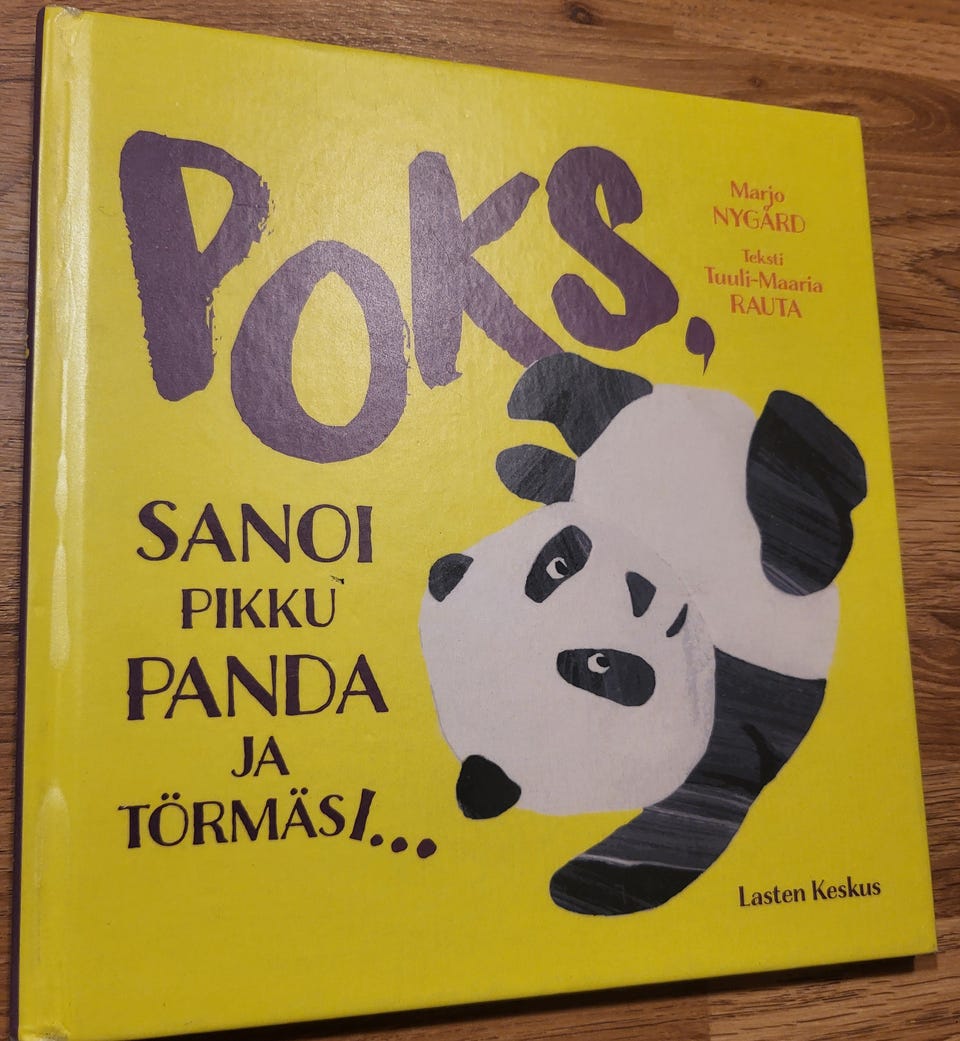 POKS,
Marjo
NYGÅRD
Teksti
Tuuli-Maaria
RAUTA
SANOI
PIKKU
PANDA
JA
TÖRMÄSI...
Lasten Keskus